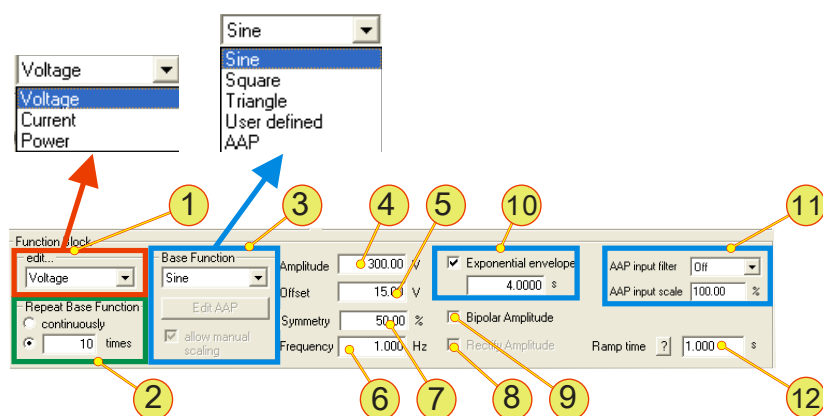 Sine
Voltage
Sine
Square
Triangle
User defined
AAP
Voltage
Current
Power
1
3
4
5
10
11
Function Block
edit...
Voltage
Base Function
Sine
Edit AAP
allow manual
scaling
Repeat Base Function
continuously
10 times
Amplitude 300.00 V
Offset 15.00 V
Symmetry 50.00 %
Frequency 1.000 Hz
Exponential envelope
4.0000 s
Bipolar Amplitude
Rectify Amplitude
AAP input filter Off
AAP input scale 100.00 %
Ramp time ? 1.000 s
2
6
7
8
9
12